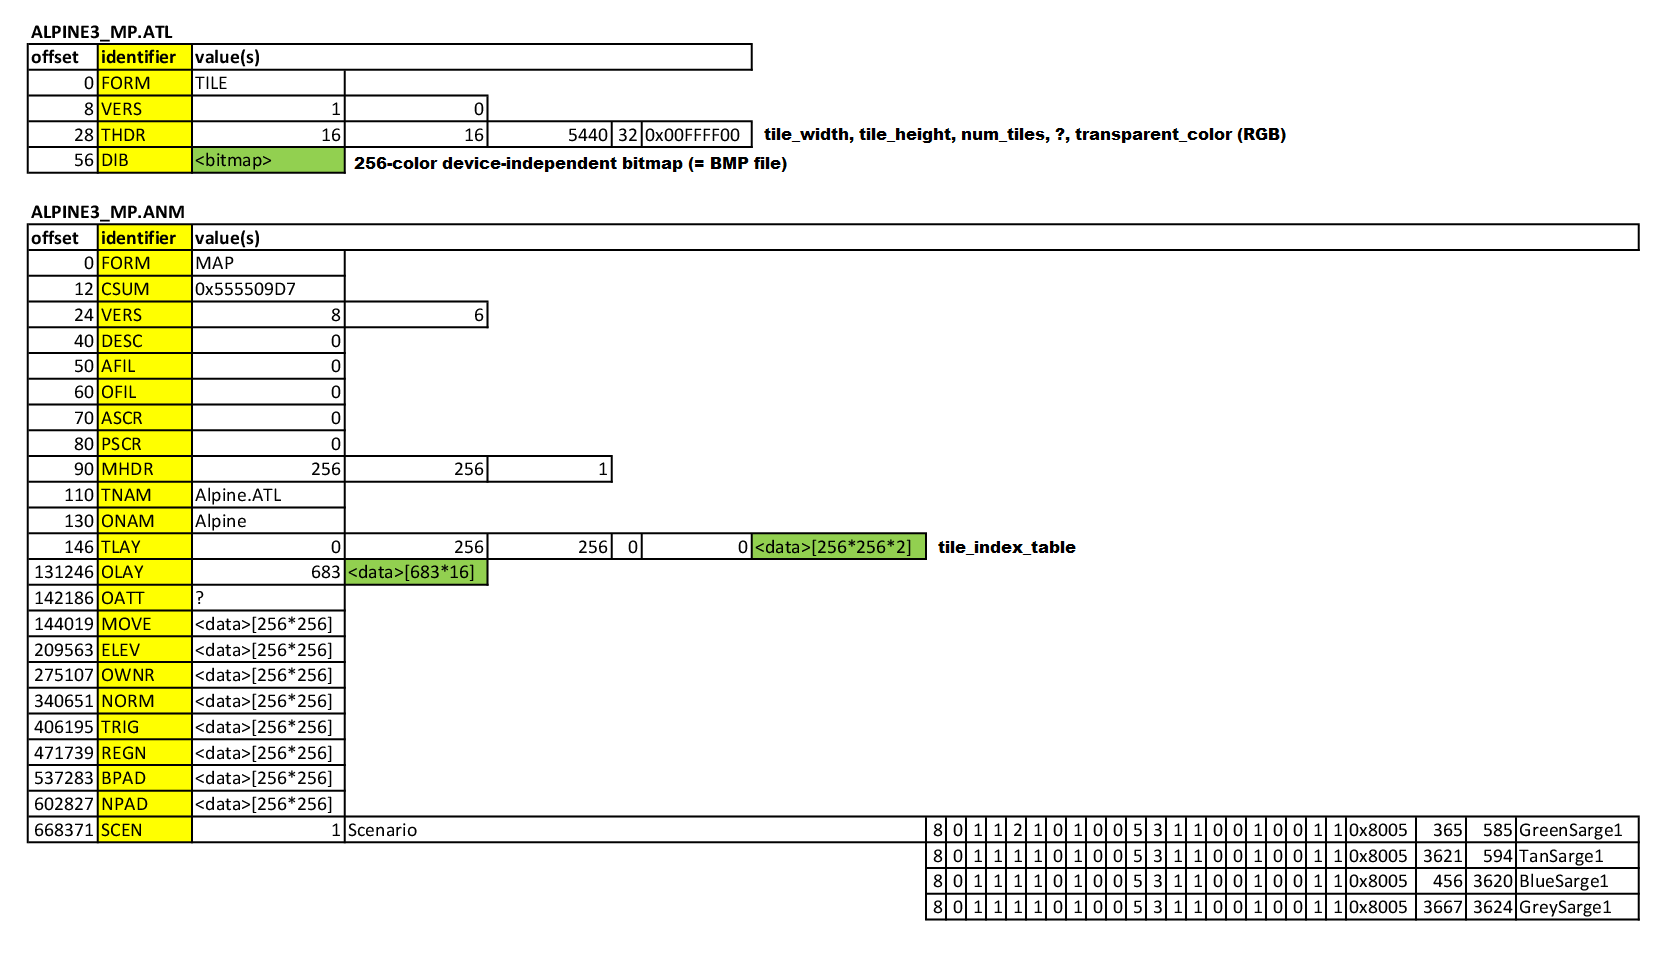 ALPINE3_MP.ATL
offset identifier value(s)
0 FORM TILE
8 VERS 1 0
28 THDR 16 16 5440 32 0x00FFFF00 tile_width, tile_height, num_tiles, ?, transparent_color (RGB)
56 DIB <bitmap> 256-color device-independent bitmap (= BMP file)
ALPINE3_MP.ANM
offset identifier value(s)
0 FORM MAP
12 CSUM 0x555509D7
24 VERS 8 6
40 DESC 0
50 AFIL 0
60 OFIL 0
70 ASCR 0
80 PSCR 0
90 MHDR 256 256 1
110 TNAM Alpine.ATL
130 ONAM Alpine
146 TLAY 0 256 256 0 0 <data>[256*256*2] tile_index_table
131246 OLAY 683 <data>[683*16]
142186 OATT ?
144019 MOVE <data>[256*256]
209563 ELEV <data>[256*256]
275107 OWNR <data>[256*256]
340651 NORM <data>[256*256]
406195 TRIG <data>[256*256]
471739 REGN <data>[256*256]
537283 BPAD <data>[256*256]
602827 NPAD <data>[256*256]
668371 SCEN 1 Scenario 8 0 1 1 2 1 0 1 0 0 5 3 1 1 0 0 1 0 0 1 1 0x8005 365 585 GreenSarge1
8 0 1 1 1 1 0 1 0 0 5 3 1 1 0 0 1 0 0 1 1 0x8005 3621 594 TanSarge1
8 0 1 1 1 1 0 1 0 0 5 3 1 1 0 0 1 0 0 1 1 0x8005 456 3620 BlueSarge1
8 0 1 1 1 1 0 1 0 0 5 3 1 1 0 0 1 0 0 1 1 0x8005 3667 3624 GreySarge1